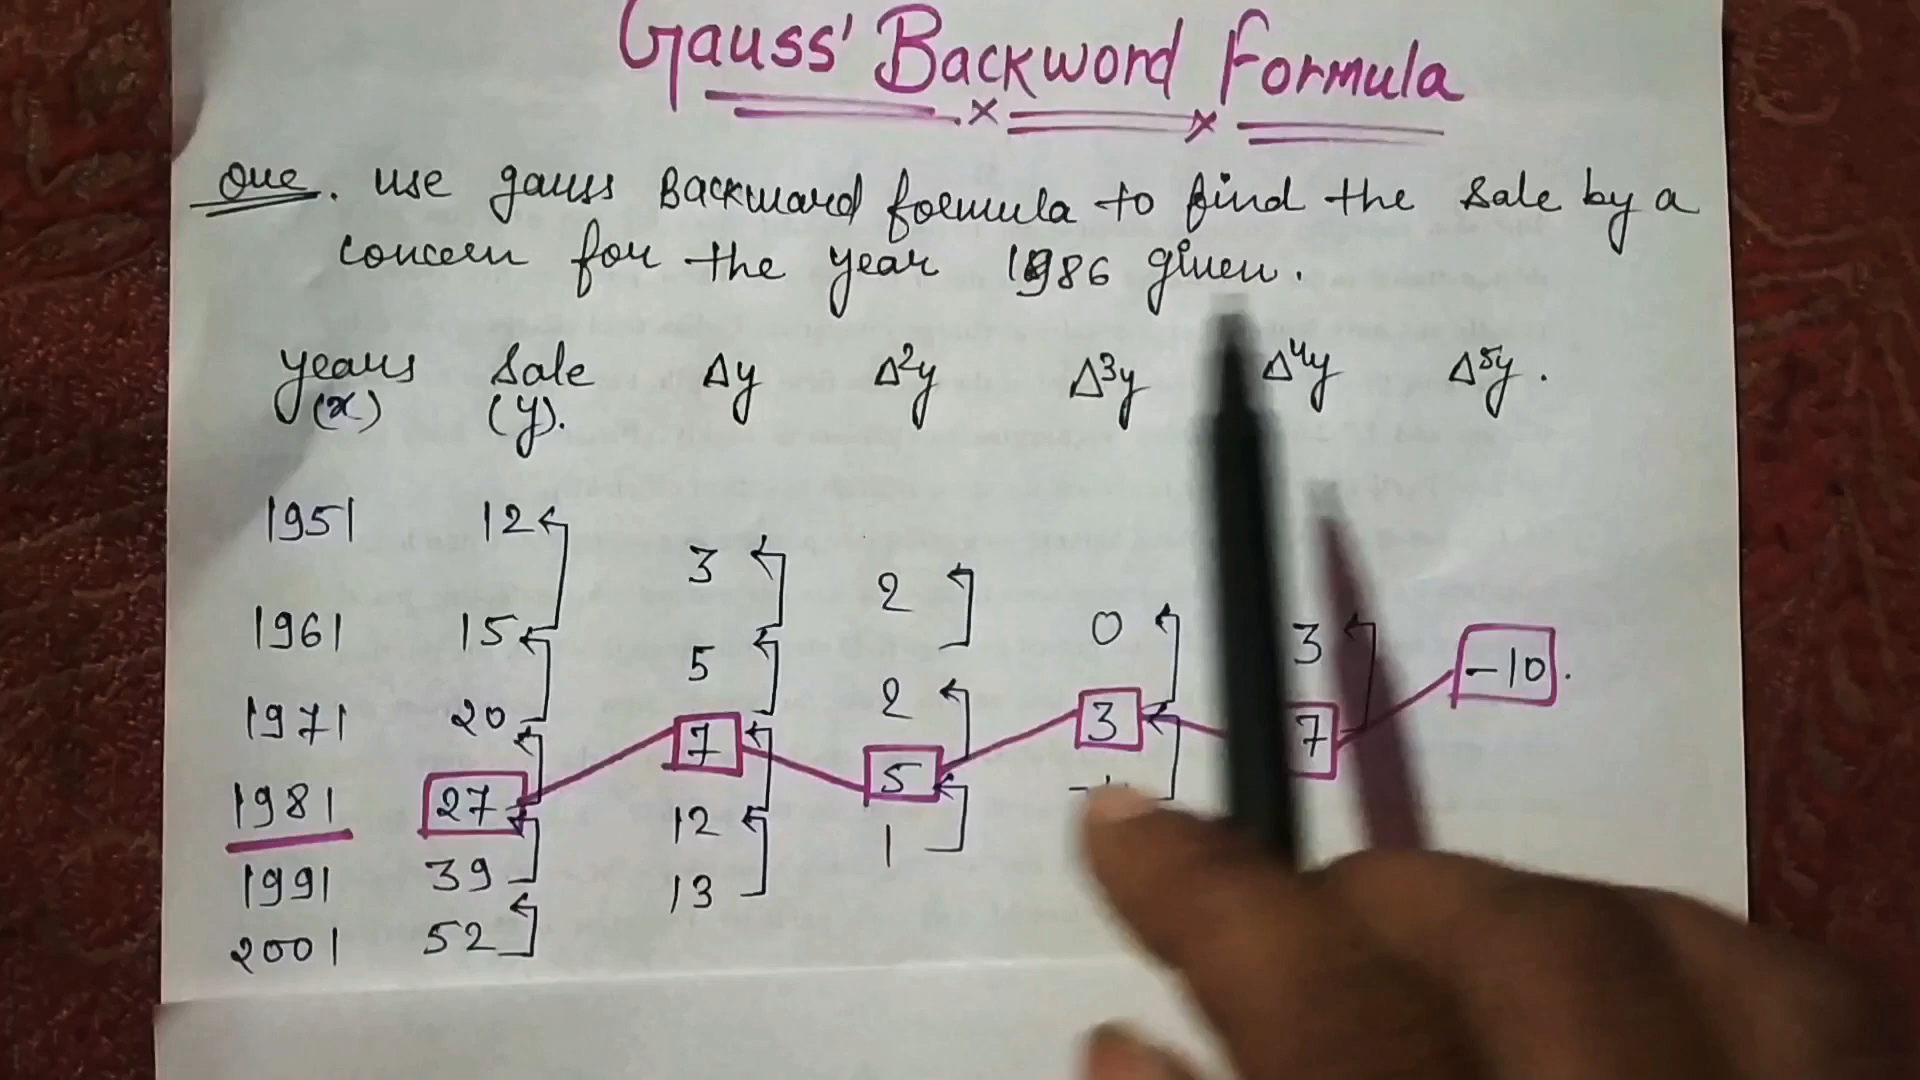 Gauss' Backword Formula
Que. use gauss Backward formula to find the sale by a
concern for the year 1986 given.
years sale Δy Δ²y Δ³y Δ⁴y Δ⁵y.
(x) (y).
1951 12
3
2
1961 15 0
5 3
2 -10.
1971 20 3
7 7
5
1981 27
12
1
1991 39
13
2001 52